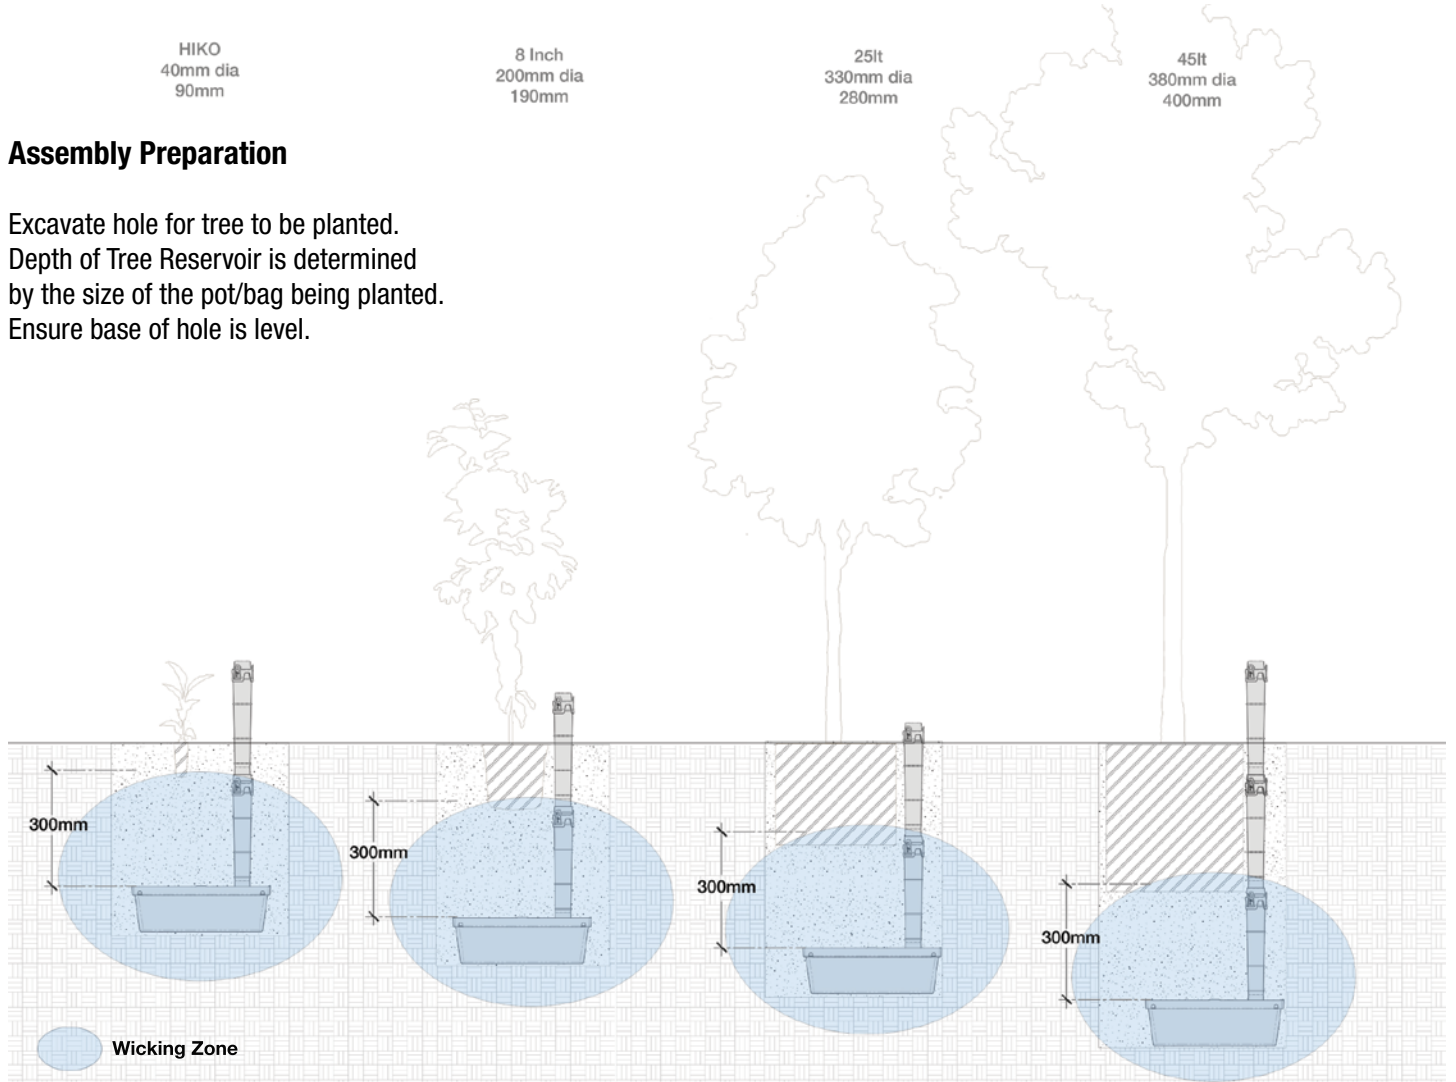 HIKO
40mm dia
90mm
8 Inch
200mm dia
190mm
25lt
330mm dia
280mm
45lt
380mm dia
400mm
Assembly Preparation
Excavate hole for tree to be planted.
Depth of Tree Reservoir is determined
by the size of the pot/bag being planted.
Ensure base of hole is level.
300mm
300mm
300mm
300mm
Wicking Zone